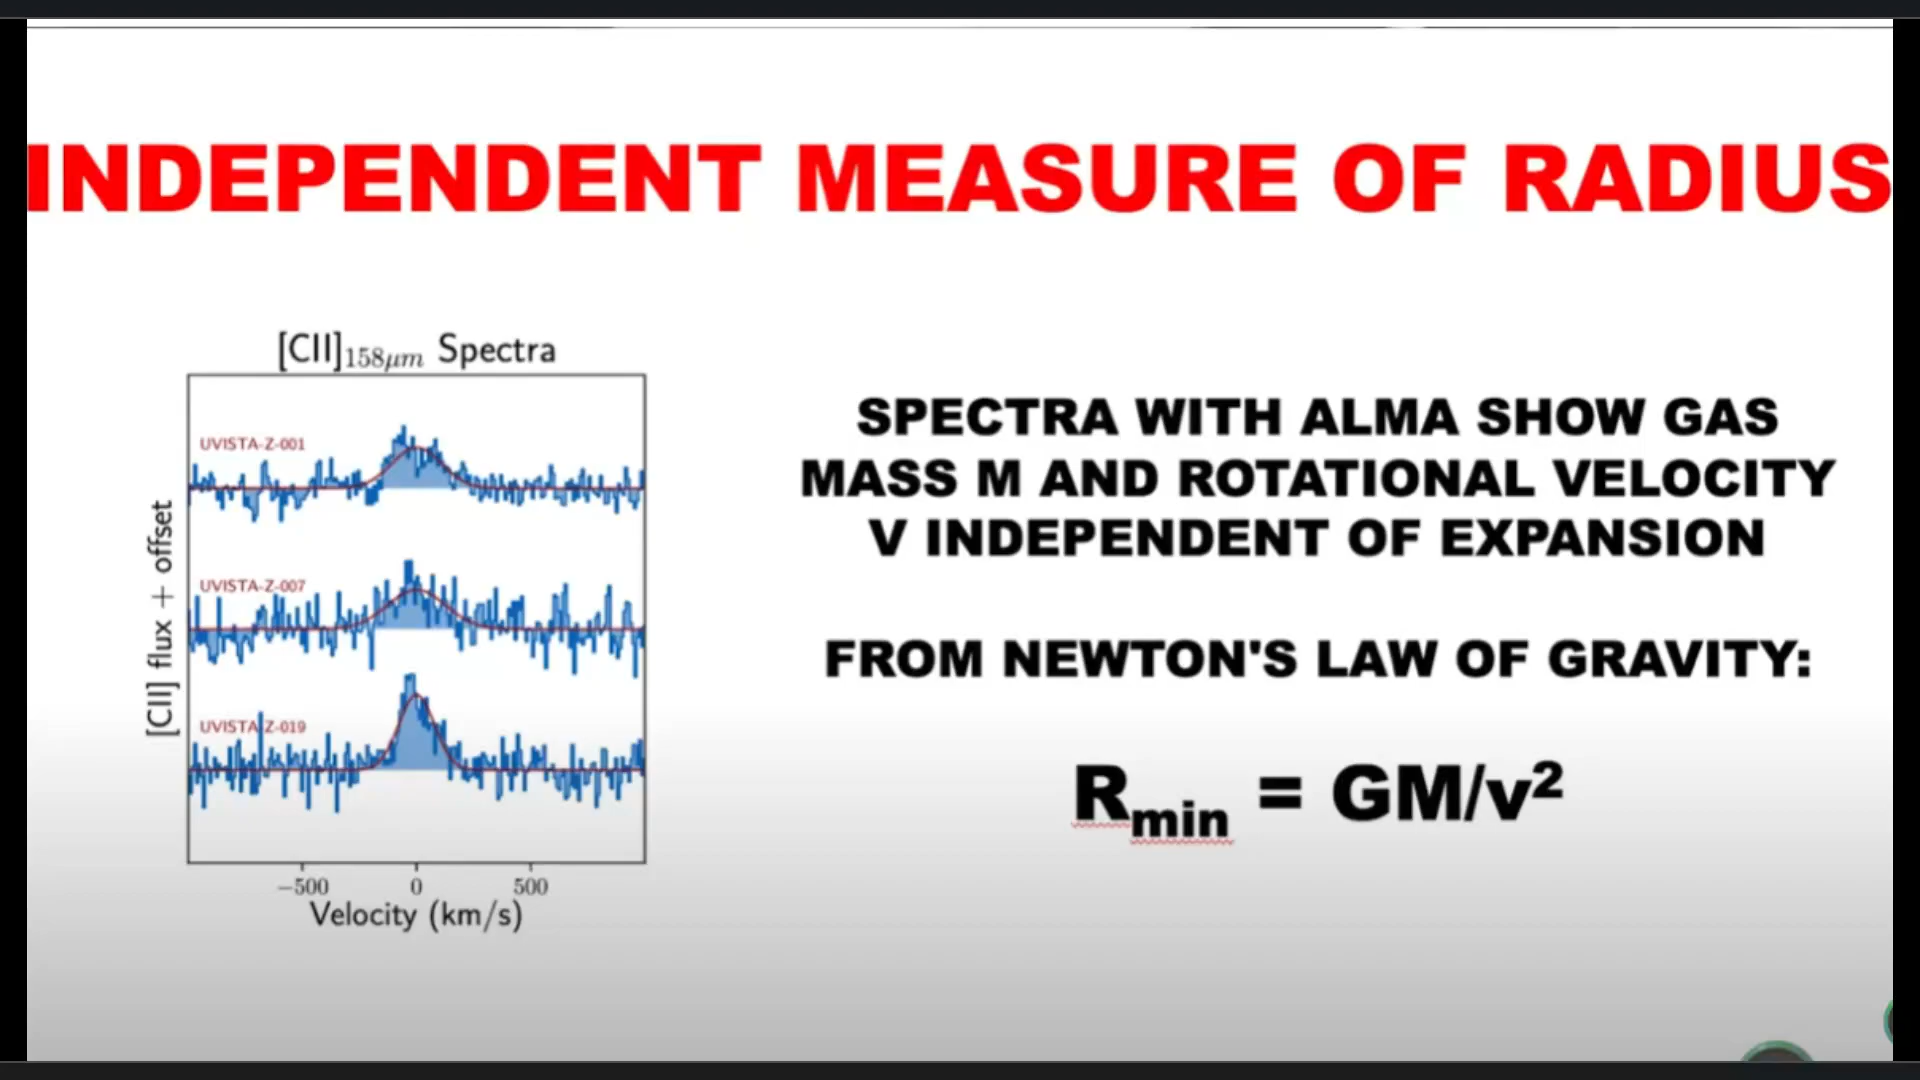 INDEPENDENT MEASURE OF RADIUS
[CII]158μm Spectra
UVISTA-Z-001
UVISTA-Z-007
UVISTA-Z-019
[CII] flux + offset
−500 0 500
Velocity (km/s)
SPECTRA WITH ALMA SHOW GAS
MASS M AND ROTATIONAL VELOCITY
V INDEPENDENT OF EXPANSION
FROM NEWTON'S LAW OF GRAVITY:
Rmin = GM/v²